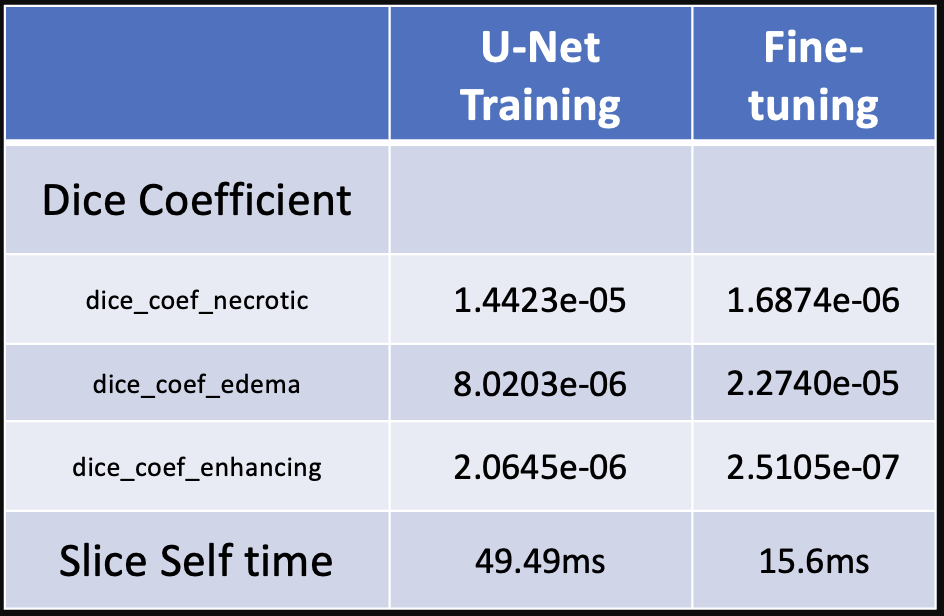 U-Net Training Fine-tuning
Dice Coefficient
dice_coef_necrotic 1.4423e-05 1.6874e-06
dice_coef_edema 8.0203e-06 2.2740e-05
dice_coef_enhancing 2.0645e-06 2.5105e-07
Slice Self time 49.49ms 15.6ms